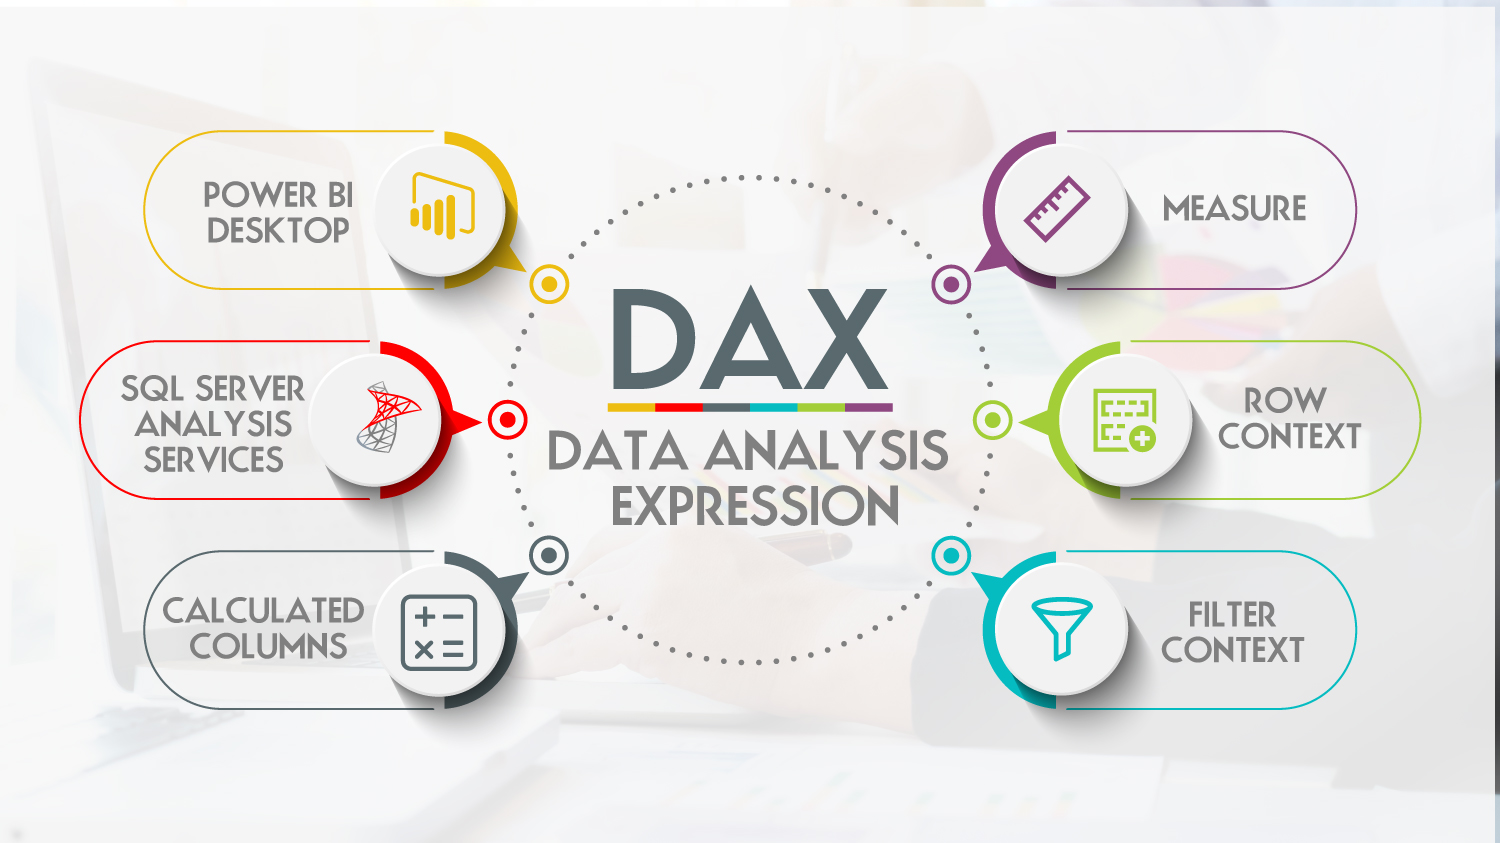 POWER BI
DESKTOP
SQL SERVER
ANALYSIS
SERVICES
CALCULATED
COLUMNS
DAX
DATA ANALYSIS
EXPRESSION
MEASURE
ROW
CONTEXT
FILTER
CONTEXT